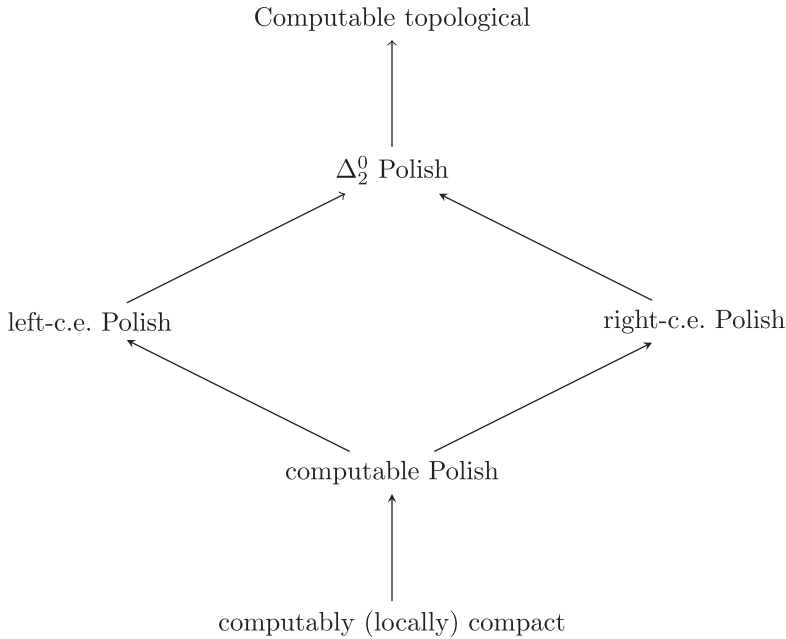 Computable topological
Δ⁰₂ Polish
left-c.e. Polish
right-c.e. Polish
computable Polish
computably (locally) compact